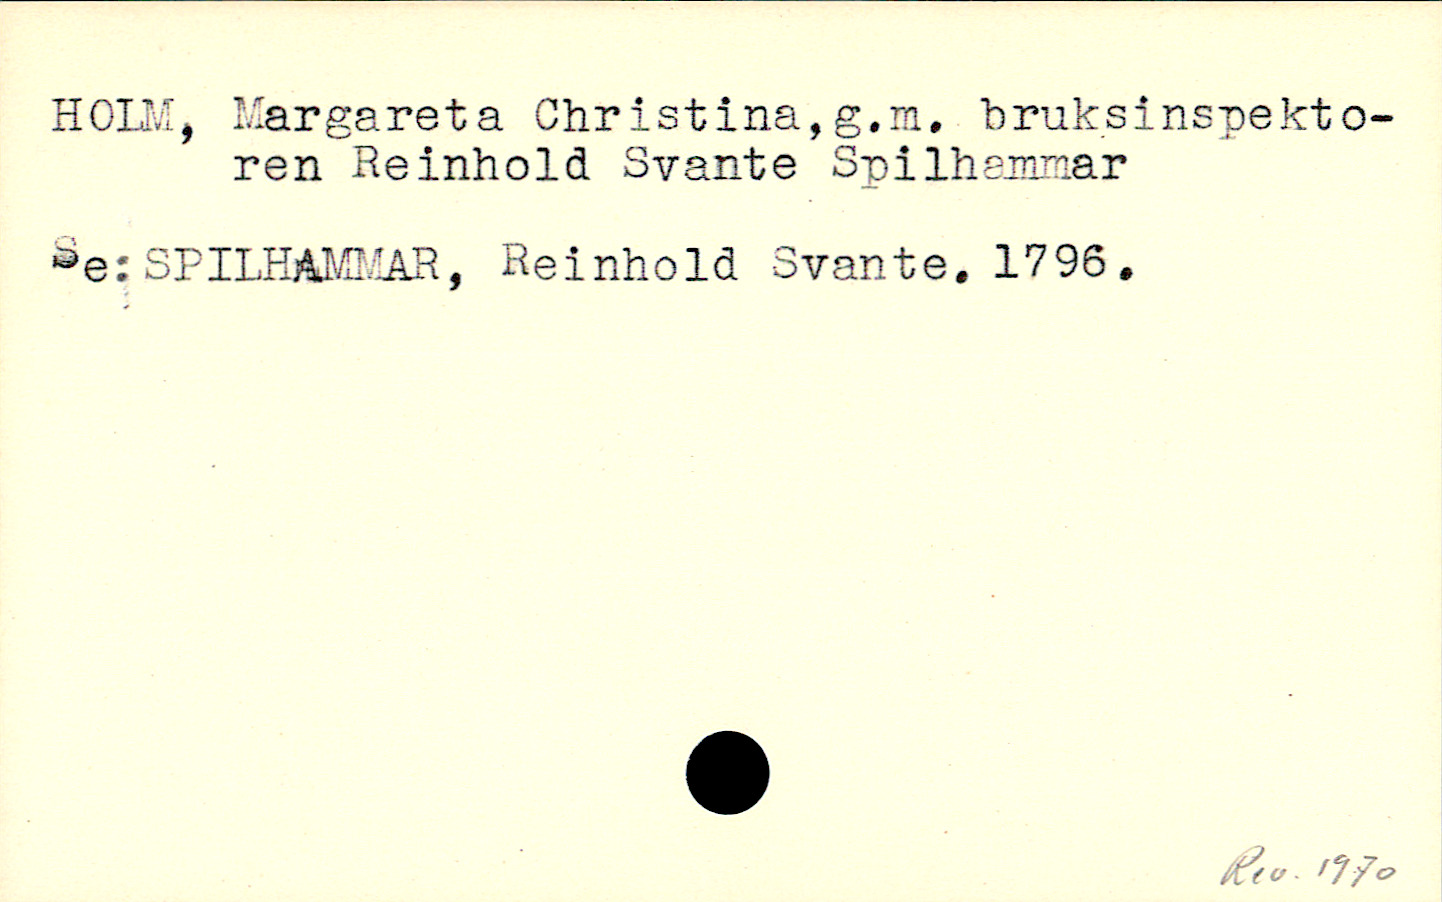 HOLM, Margareta Christina,g.m. bruksinspekto-
ren Reinhold Svante Spilhammar
Se: SPILHAMMAR, Reinhold Svante. 1796.
Rev. 1970